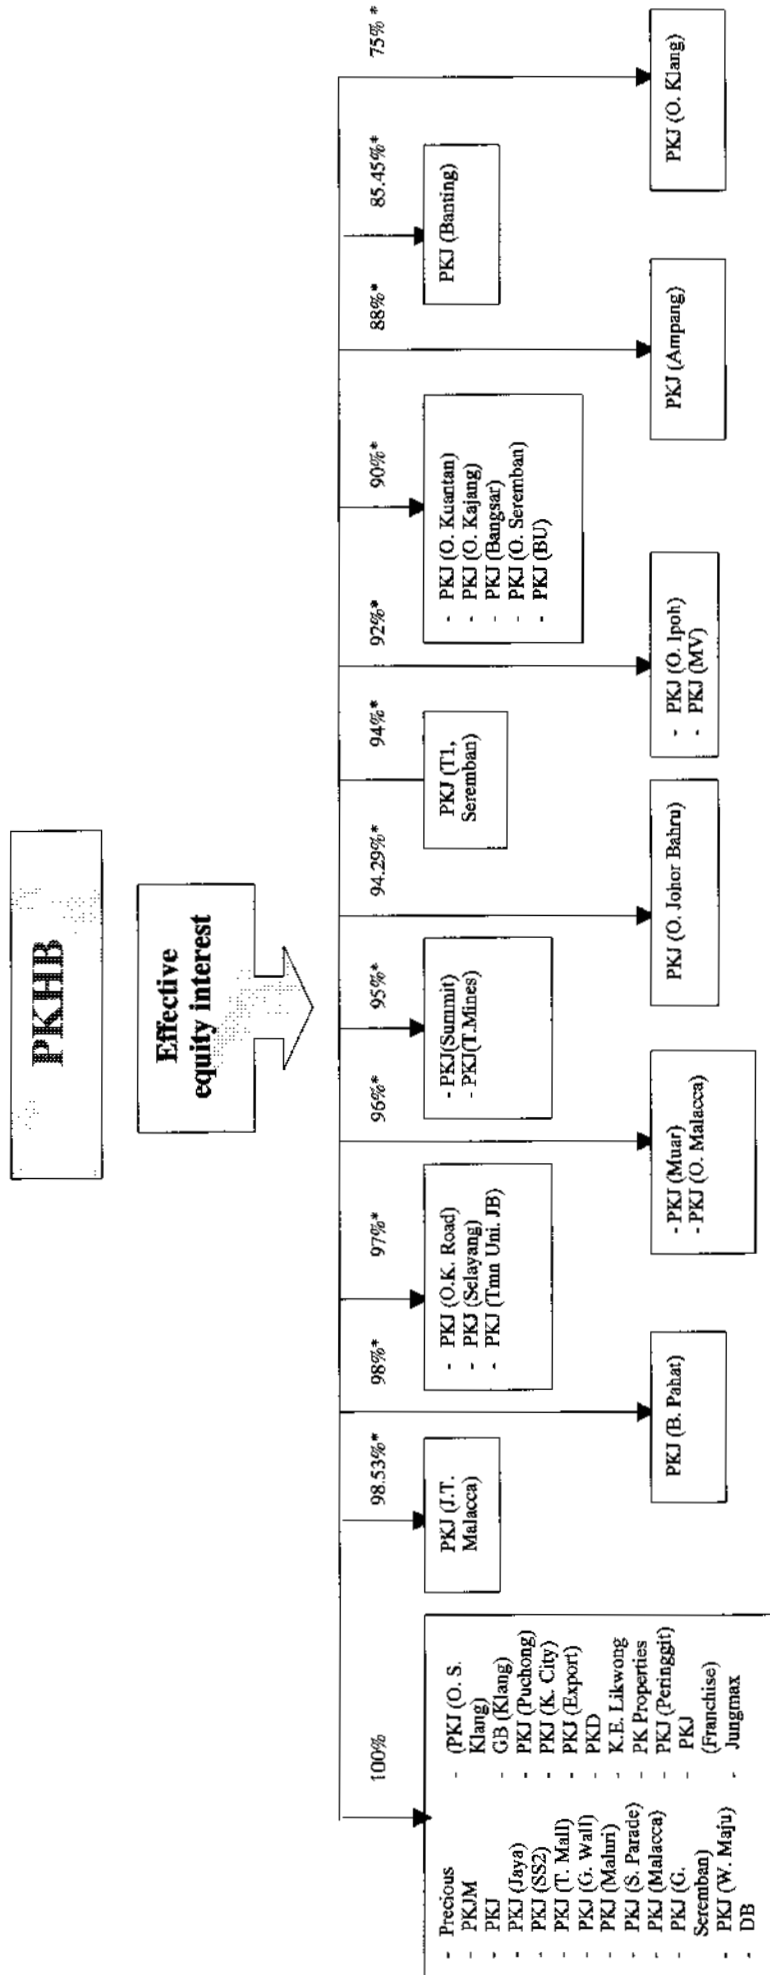 PKHB
Effective
equity interest
100%
98.53%*
98%*
97%*
96%*
95%*
94.29%*
94%*
92%*
90%*
88%*
85.45%*
75% *
- Precious
- PKJM
- PKJ
- PKJ (Jaya)
- PKJ (SS2)
- PKJ (T. Mall)
- PKJ (G. Wall)
- PKJ (Maluri)
- PKJ (S. Parade)
- PKJ (Malacca)
- PKJ (G.
Seremban)
- PKJ (W. Maju)
- DB
- (PKJ (O. S.
Klang)
- GB (Klang)
- PKJ (Puchong)
- PKJ (K. City)
- PKJ (Export)
- PKD
- K.E. Likwong
- PK Properties
- PKJ (Peringgit)
- PKJ
(Franchise)
- Jungmax
PKJ (J.T.
Malacca)
PKJ (B. Pahat)
- PKJ (O.K. Road)
- PKJ (Selayang)
- PKJ (Tmn Uni. JB)
- PKJ (Muar)
- PKJ (O. Malacca)
- PKJ(Summit)
- PKJ(T.Mines)
PKJ (O. Johor Bahru)
PKJ (T1,
Seremban)
- PKJ (O. Ipoh)
- PKJ (MV)
- PKJ (O. Kuantan)
- PKJ (O. Kajang)
- PKJ (Bangsar)
- PKJ (O. Seremban)
- PKJ (BU)
PKJ (Ampang)
PKJ (Banting)
PKJ (O. Klang)